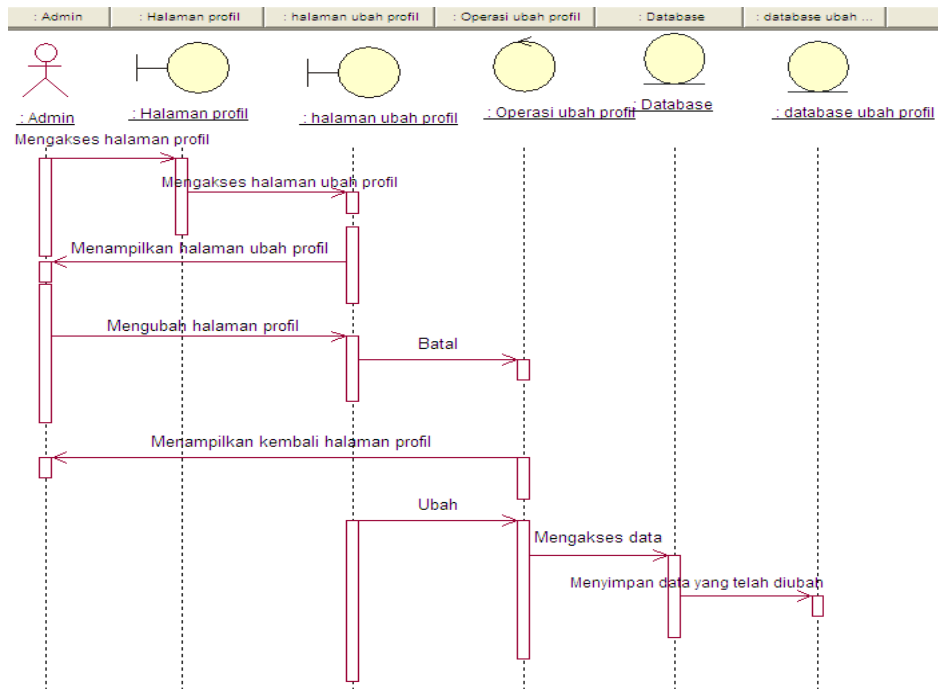 : Admin
: Halaman profil
: halaman ubah profil
: Operasi ubah profil
: Database
: database ubah ...
: Admin
: Halaman profil
: halaman ubah profil
: Operasi ubah profil
: Database
: database ubah profil
Mengakses halaman profil
Mengakses halaman ubah profil
Menampilkan halaman ubah profil
Mengubah halaman profil
Batal
Menampilkan kembali halaman profil
Ubah
Mengakses data
Menyimpan data yang telah diubah